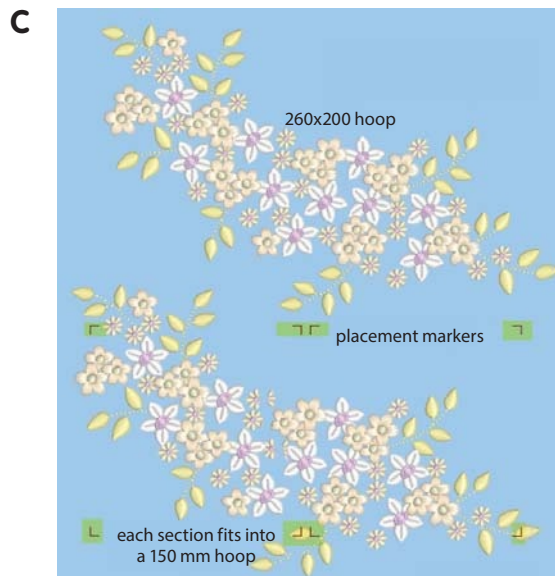 C
260x200 hoop
placement markers
each section fits into
a 150 mm hoop